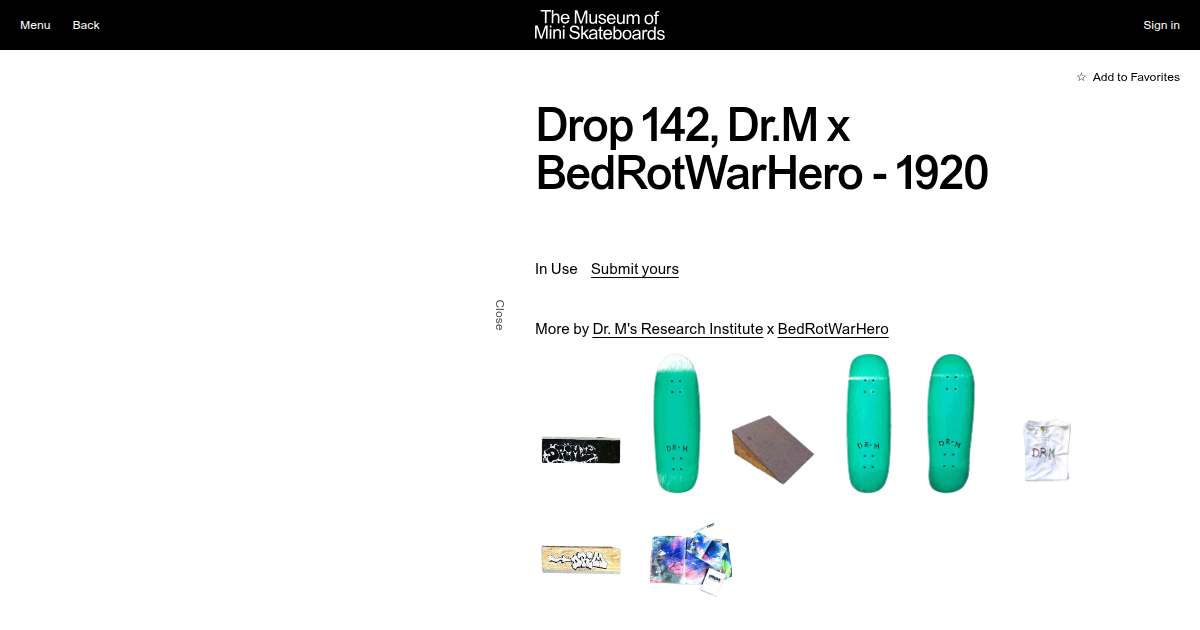 Menu
Back
The Museum of
Mini Skateboards
Sign in
☆ Add to Favorites
Drop 142, Dr.M x
BedRotWarHero - 1920
In Use Submit yours
Close
More by Dr. M's Research Institute x BedRotWarHero
DR•M
DR•M
DR•M
DR•M